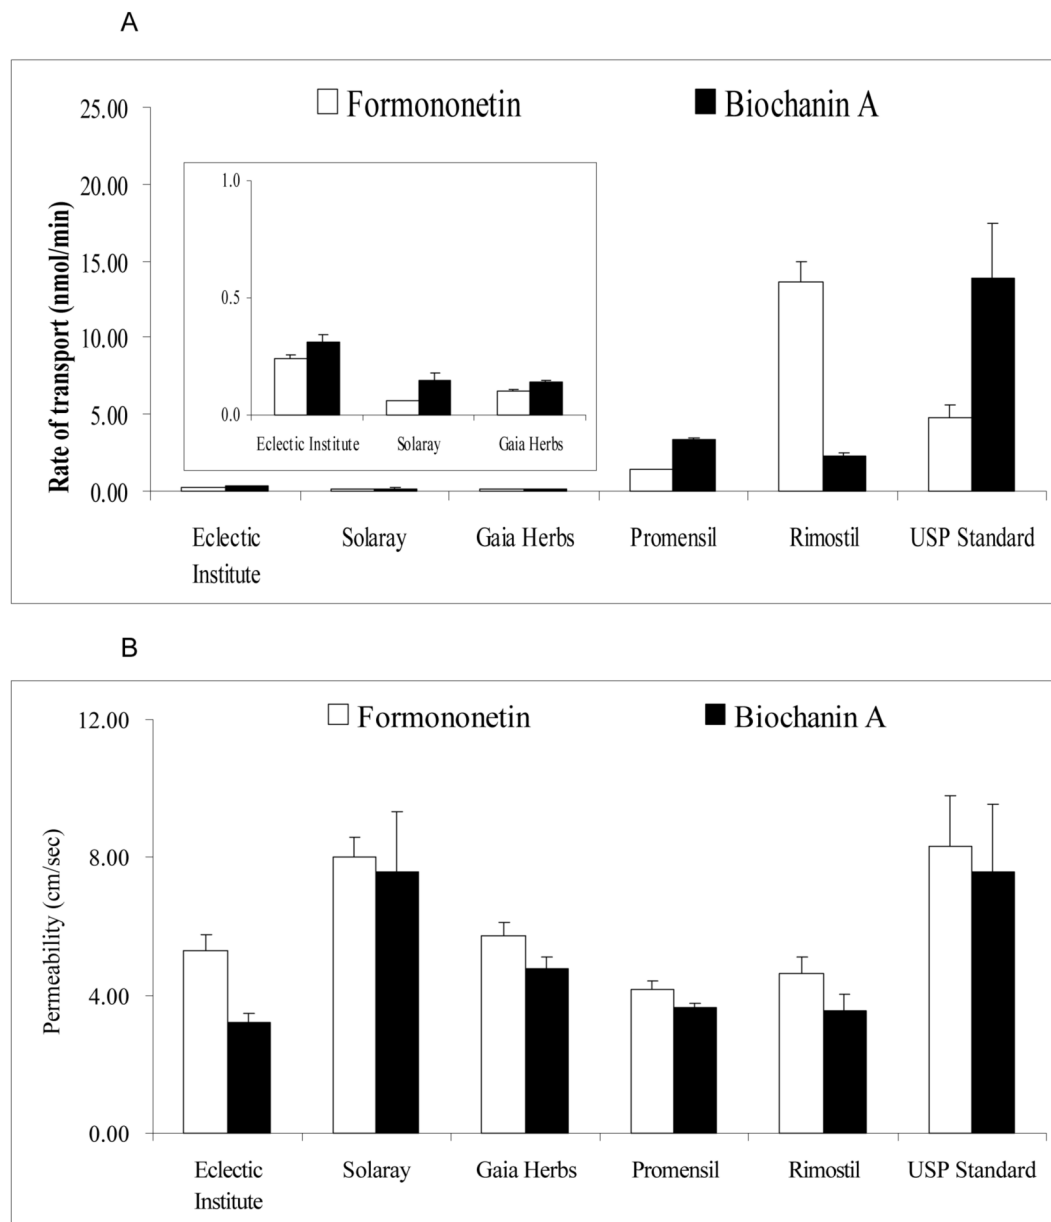 A
Formononetin
Biochanin A
Rate of transport (nmol/min)
25.00
20.00
15.00
10.00
5.00
0.00
1.0
0.5
0.0
Eclectic Institute
Solaray
Gaia Herbs
Eclectic
Institute
Solaray
Gaia Herbs
Promensil
Rimostil
USP Standard
B
Formononetin
Biochanin A
Permeability (cm/sec)
12.00
8.00
4.00
0.00
Eclectic
Institute
Solaray
Gaia Herbs
Promensil
Rimostil
USP Standard